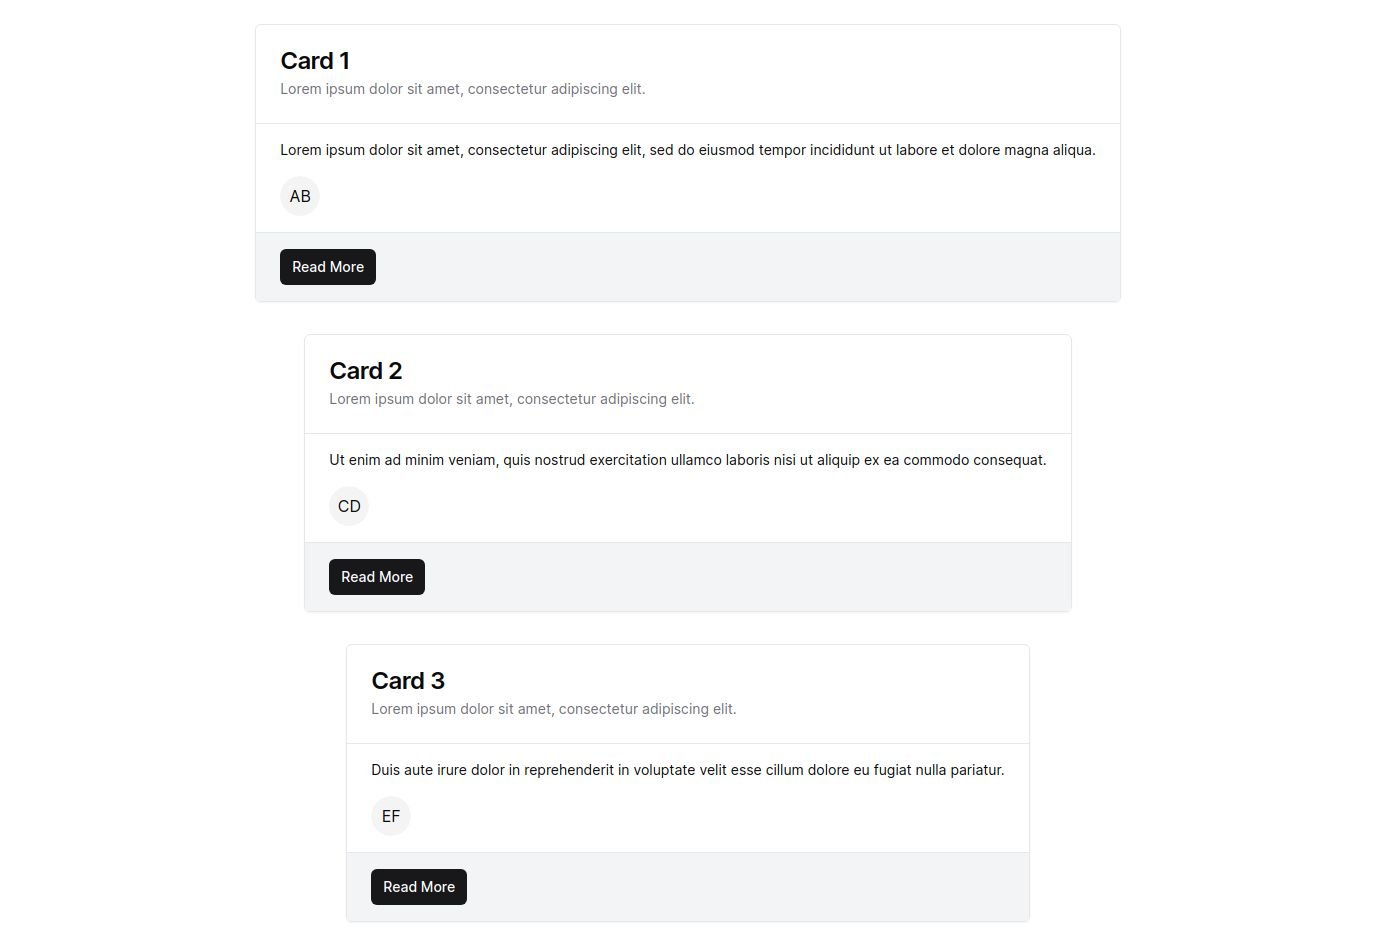 Card 1
Lorem ipsum dolor sit amet, consectetur adipiscing elit.
Lorem ipsum dolor sit amet, consectetur adipiscing elit, sed do eiusmod tempor incididunt ut labore et dolore magna aliqua.
AB
Read More
Card 2
Lorem ipsum dolor sit amet, consectetur adipiscing elit.
Ut enim ad minim veniam, quis nostrud exercitation ullamco laboris nisi ut aliquip ex ea commodo consequat.
CD
Read More
Card 3
Lorem ipsum dolor sit amet, consectetur adipiscing elit.
Duis aute irure dolor in reprehenderit in voluptate velit esse cillum dolore eu fugiat nulla pariatur.
EF
Read More